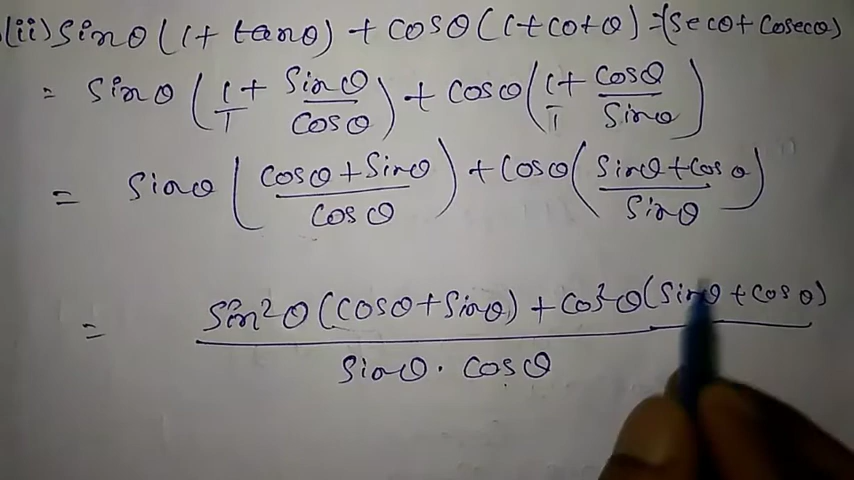 (ii) sinθ (1+ tanθ) + cosθ (1+cotθ) = (secθ+ cosecθ)
= sinθ (1/1 + sinθ/cosθ) + cosθ (1/1 + cosθ/sinθ)
= sinθ (cosθ+sinθ/cosθ) + cosθ (sinθ+cosθ/sinθ)
= sin²θ (cosθ+sinθ) + cos²θ (sinθ+cosθ)
sinθ · cosθ